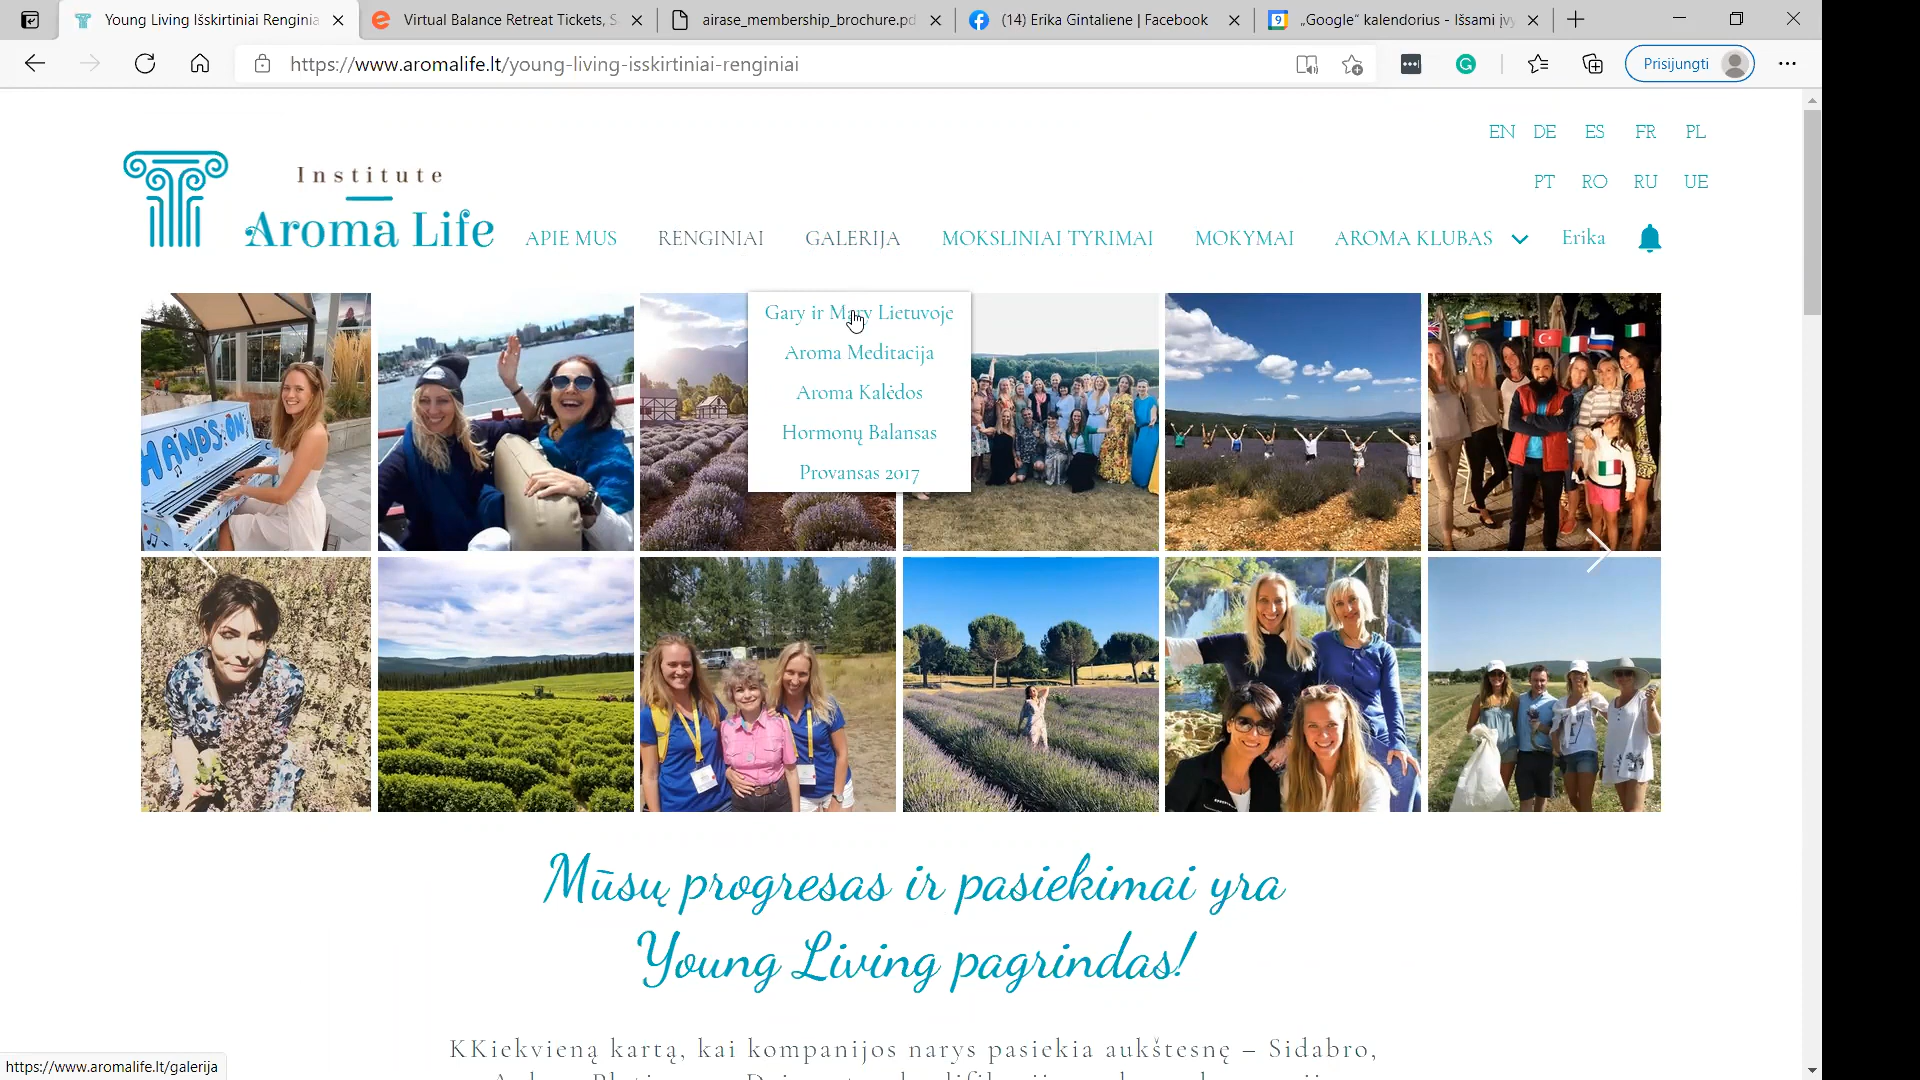 Young Living Išskirtiniai Renginia
Virtual Balance Retreat Tickets, S
airase_membership_brochure.pd
(14) Erika Gintaliene | Facebook
„Google“ kalendorius - Išsami įv
https://www.aromalife.lt/young-living-isskirtiniai-renginiai
Prisijungti
EN DE ES FR PL
PT RO RU UE
Institute
Aroma Life
APIE MUS RENGINIAI GALERIJA MOKSLINIAI TYRIMAI MOKYMAI AROMA KLUBAS Erika
Gary ir Mary Lietuvoje
Aroma Meditacija
Aroma Kalėdos
Hormonų Balansas
Provansas 2017
HANDS ON
Mūsų progresas ir pasiekimai yra
Young Living pagrindas!
KKiekvieną kartą, kai kompanijos narys pasiekia aukštesnę – Sidabro,
https://www.aromalife.lt/galerija